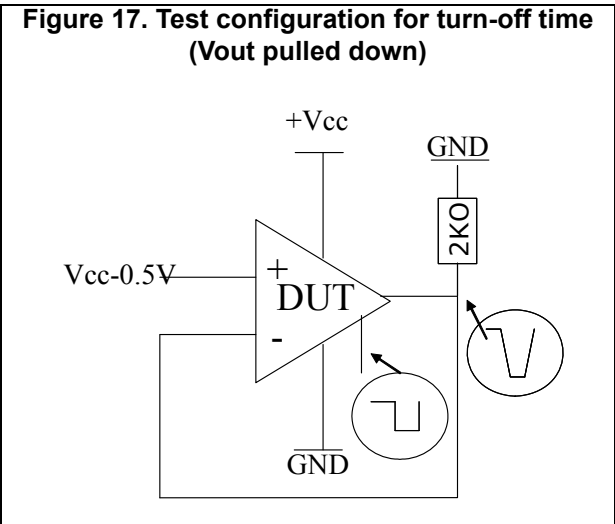 Figure 17. Test configuration for turn-off time
(Vout pulled down)
+Vcc
GND
2KO
Vcc-0.5V
+
DUT
-
GND